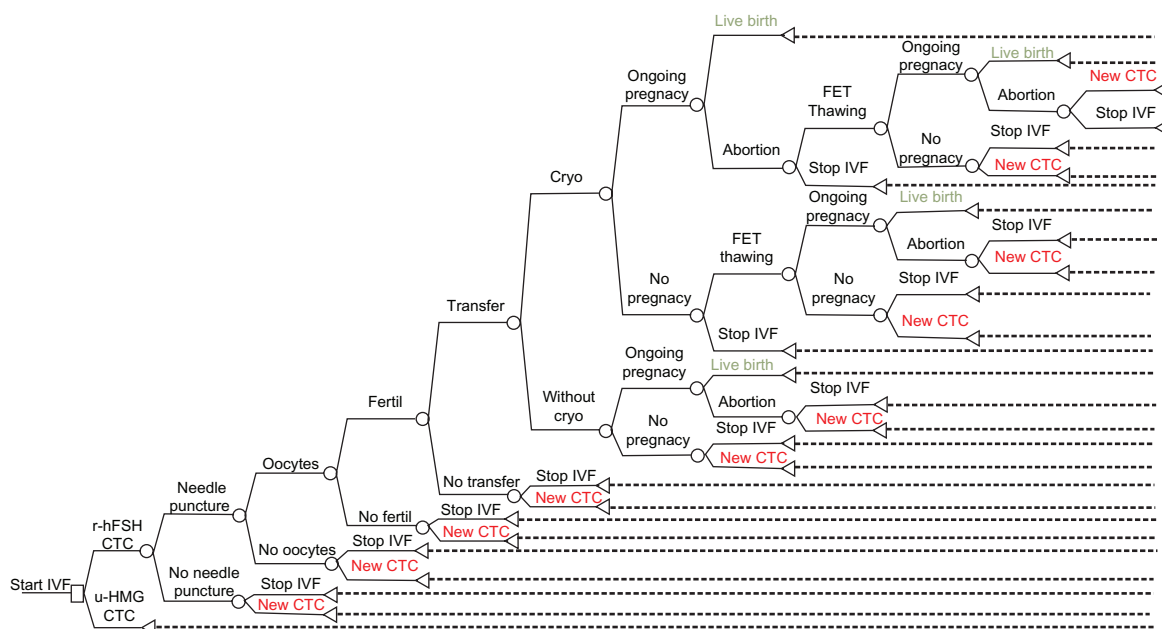 Live birth
Ongoing
pregnacy
Live birth
New CTC
Ongoing
pregnacy
FET
Thawing
Abortion
Stop IVF
Abortion
Stop IVF
No
pregnacy
Stop IVF
New CTC
Cryo
Ongoing
pregnacy
Live birth
Stop IVF
FET
thawing
Abortion
New CTC
No
pregnacy
No
pregnacy
Stop IVF
New CTC
Transfer
Stop IVF
Ongoing
pregnacy
Live birth
Stop IVF
Without
cryo
Abortion
New CTC
Fertil
No
pregnacy
Stop IVF
New CTC
Oocytes
No transfer
Stop IVF
New CTC
Needle
puncture
No fertil
Stop IVF
New CTC
r-hFSH
CTC
No oocytes
Stop IVF
New CTC
Start IVF
No needle
puncture
Stop IVF
New CTC
u-HMG
CTC